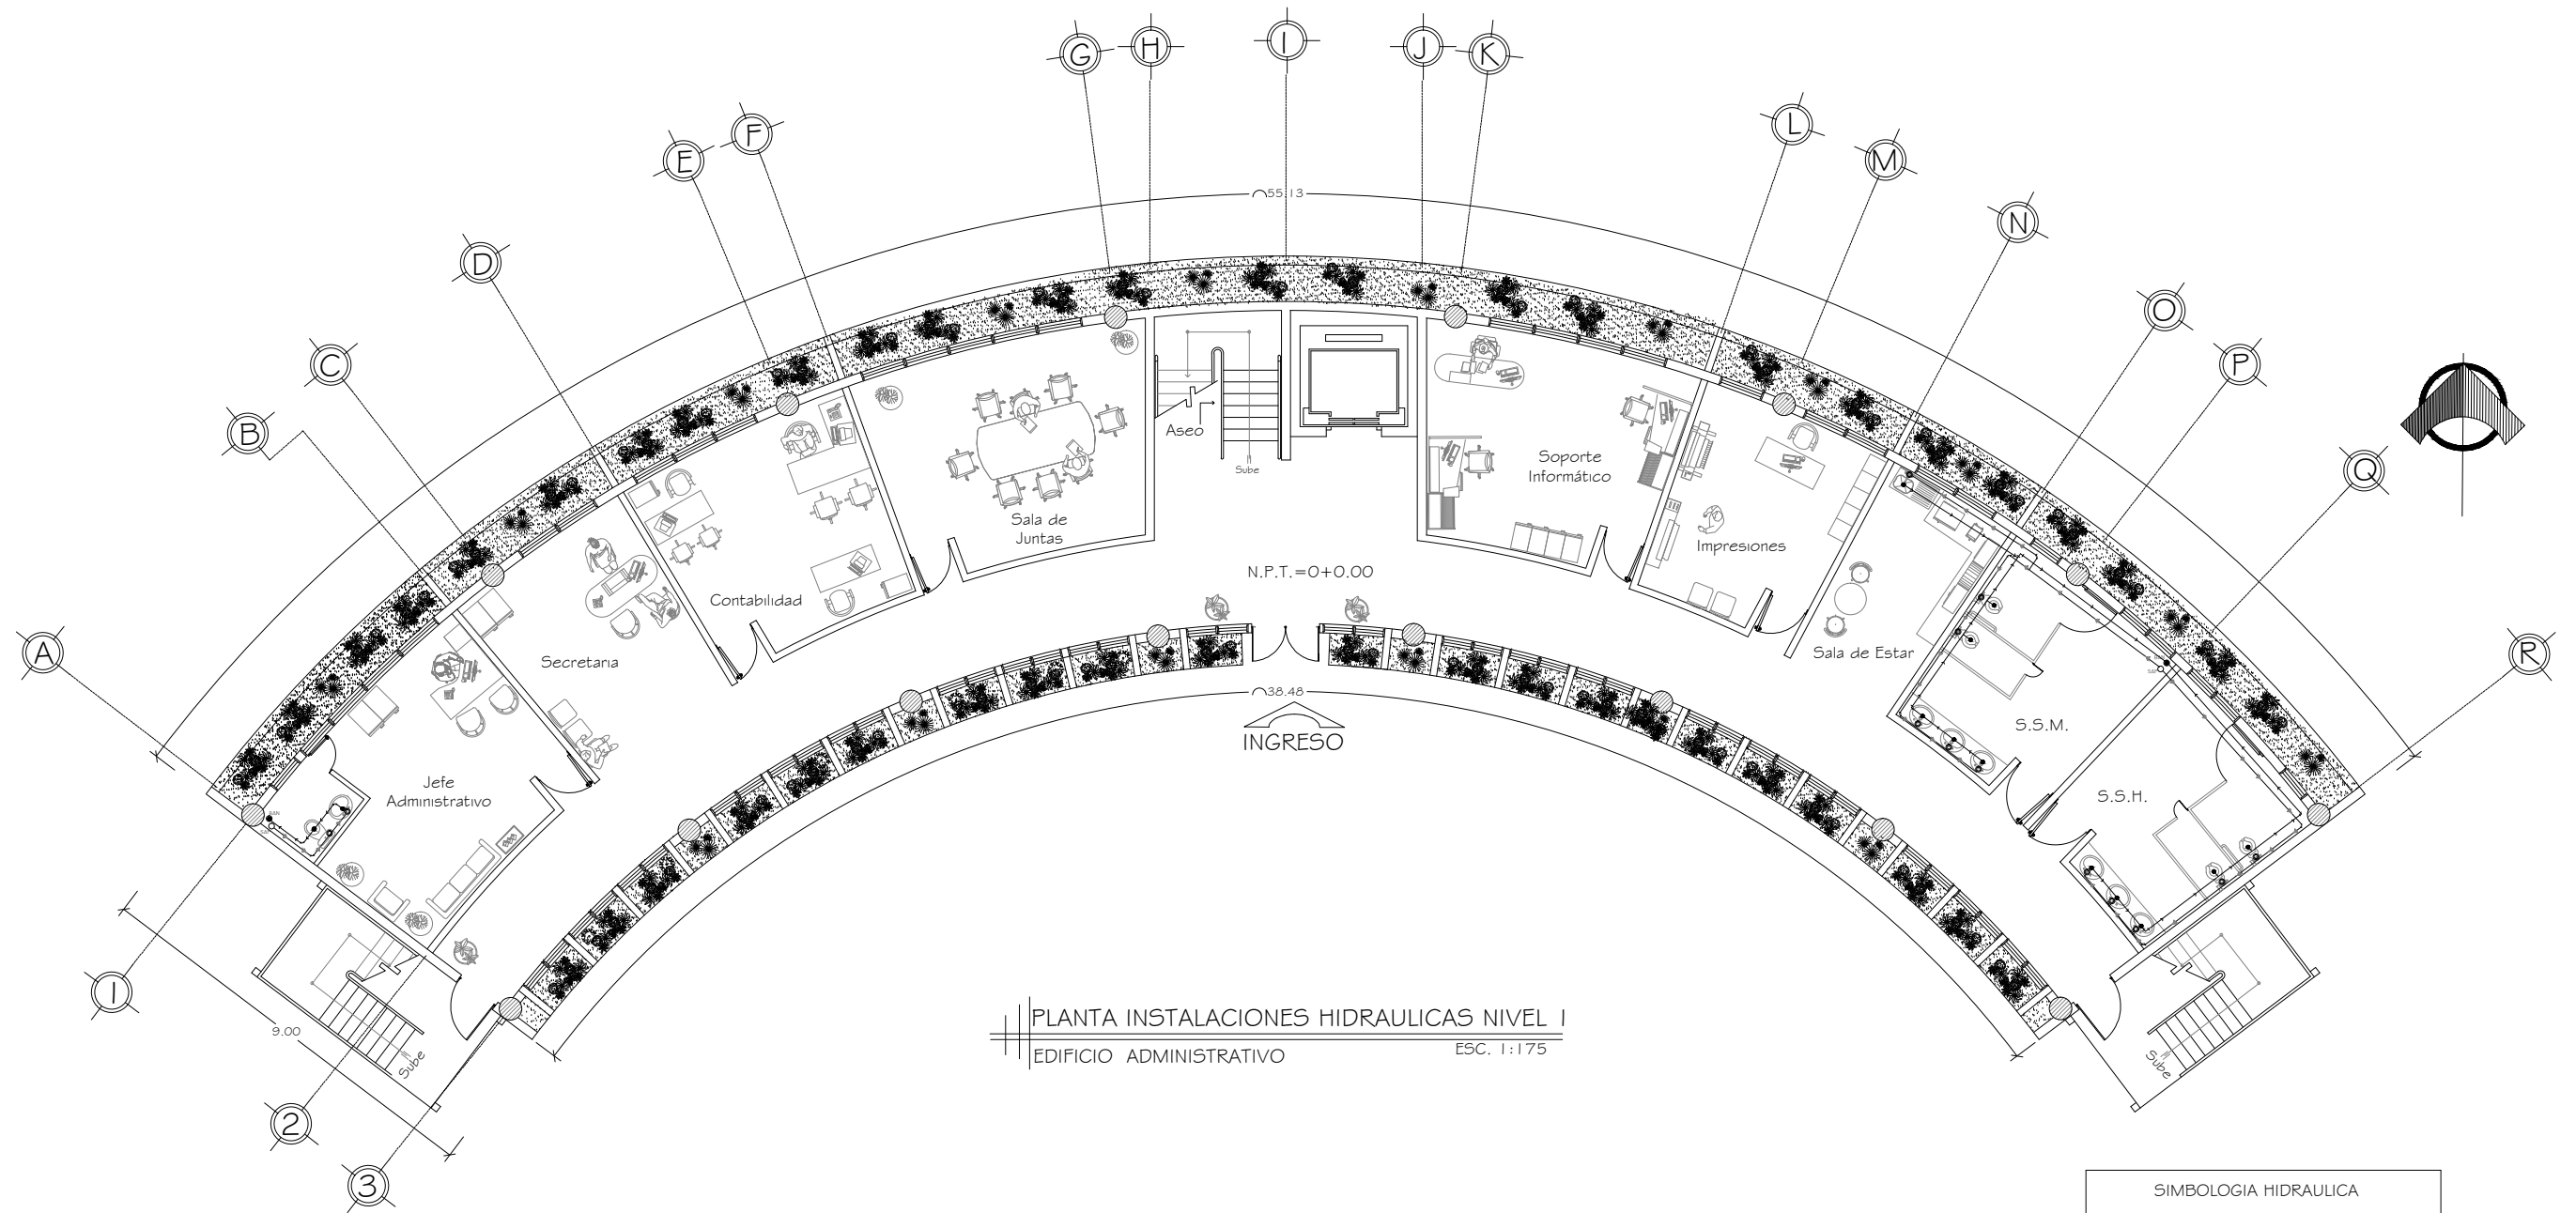 G
H
I
J
K
L
F
M
E
55.13
N
D
O
C
P
B
Q
Aseo
Sube
Soporte
Informático
Sala de
Juntas
Impresiones
N.P.T.=0+0.00
Contabilidad
A
Secretaria
Sala de Estar
R
38.48
S.S.M.
INGRESO
Jefe
Administrativo
S.S.H.
1
PLANTA INSTALACIONES HIDRAULICAS NIVEL 1
9.00
EDIFICIO ADMINISTRATIVO
ESC. 1:175
Sube
Sube
2
3
SIMBOLOGIA HIDRAULICA